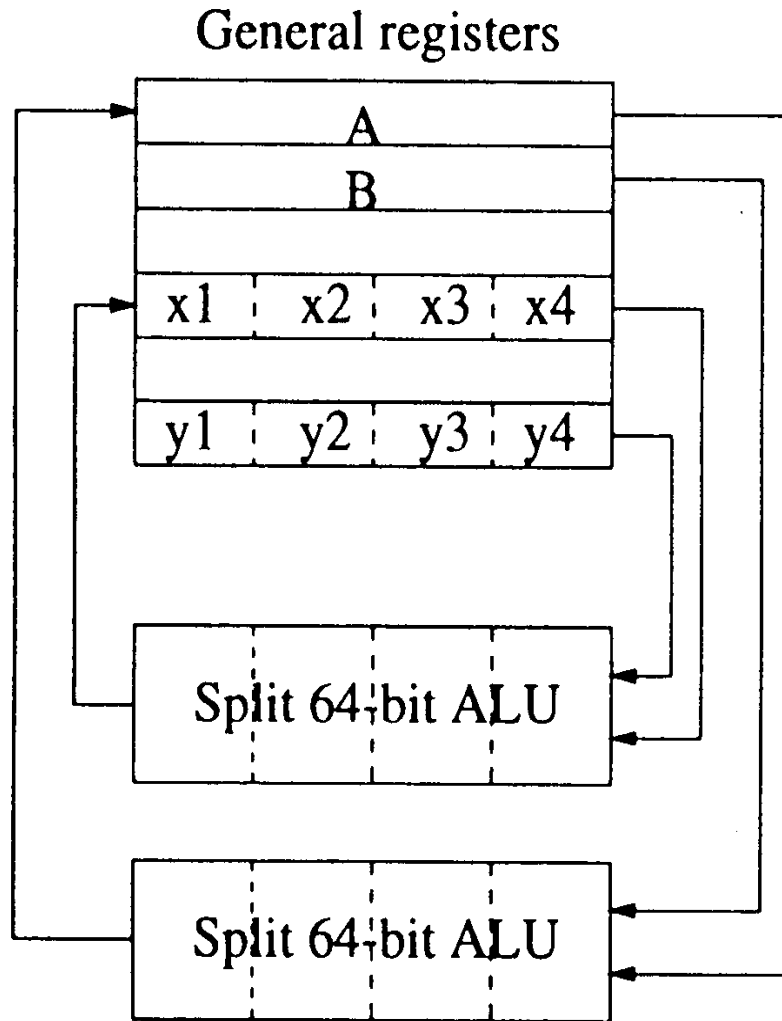 General registers
A
B
x1 x2 x3 x4
y1 y2 y3 y4
Split 64-bit ALU
Split 64-bit ALU